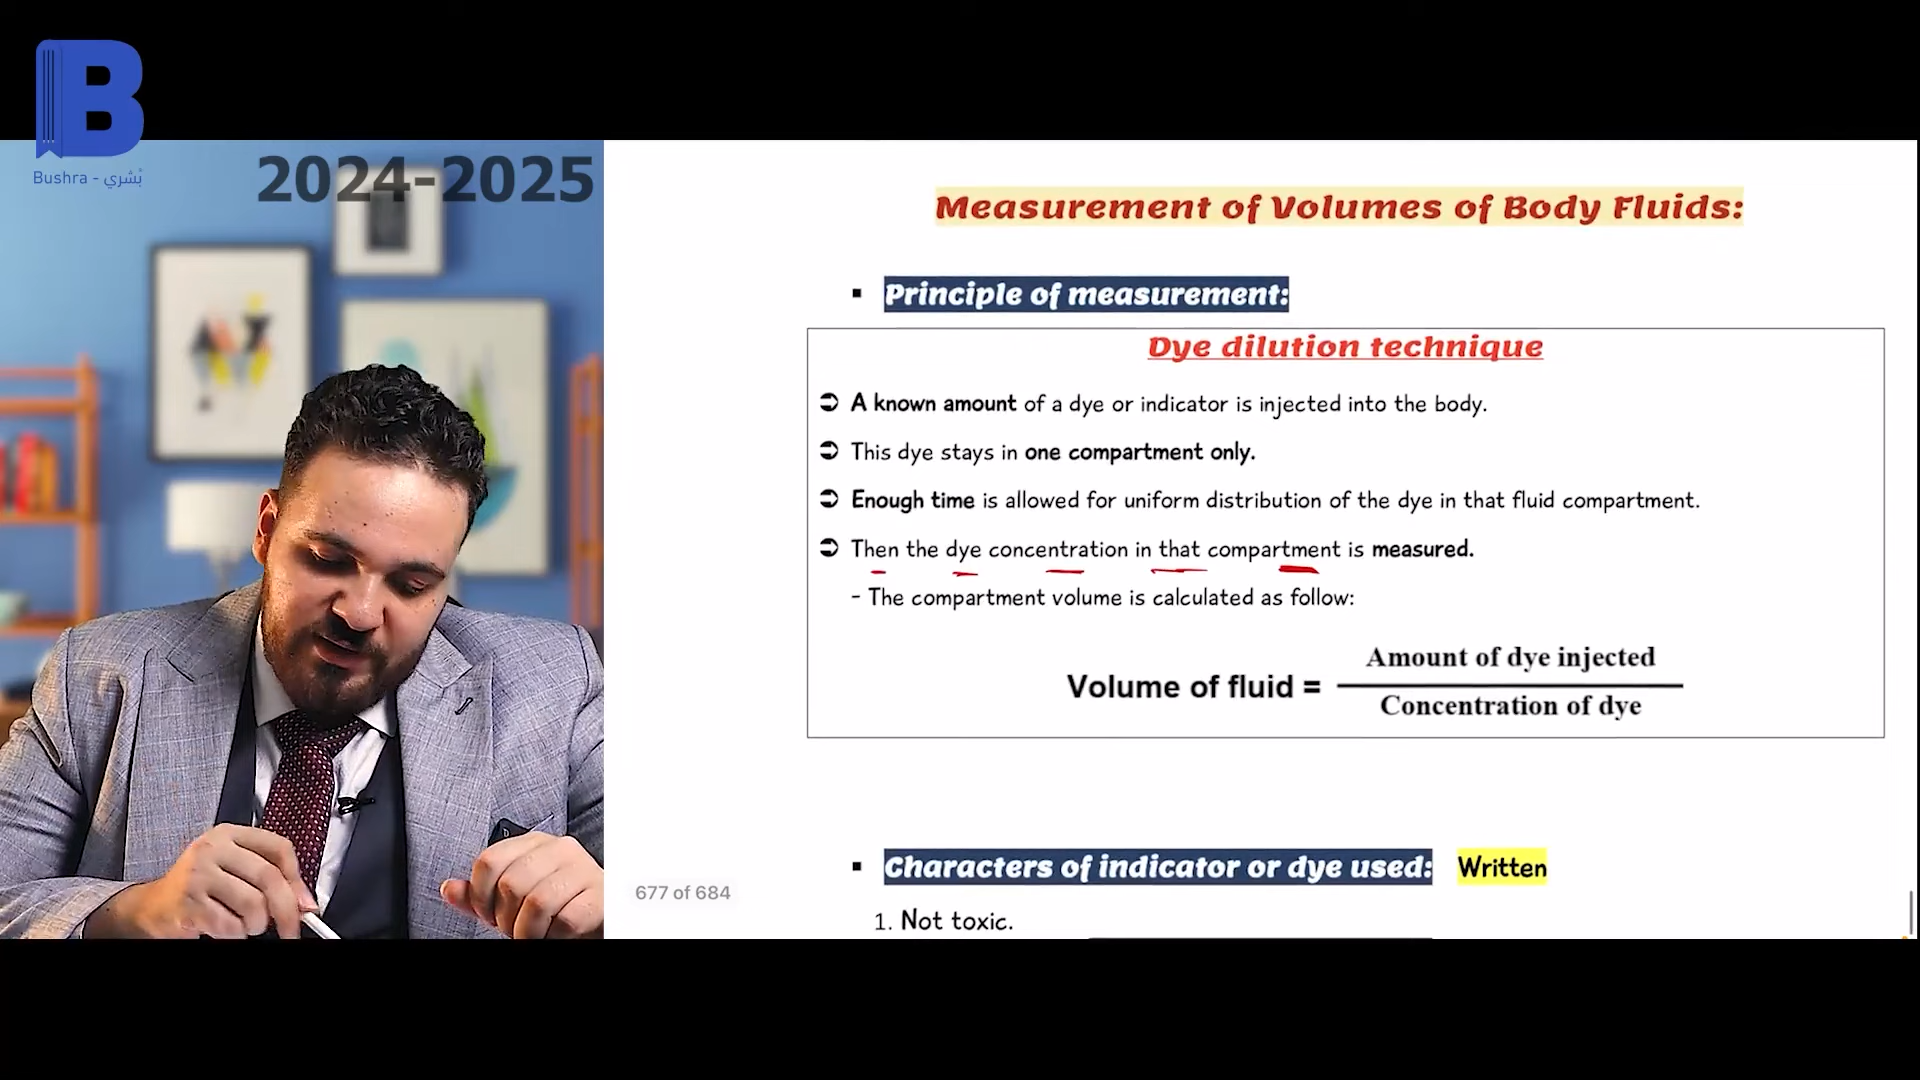 B
Bushra - بُشري
2024-2025
Measurement of Volumes of Body Fluids:
Principle of measurement:
Dye dilution technique
A known amount of a dye or indicator is injected into the body.
This dye stays in one compartment only.
Enough time is allowed for uniform distribution of the dye in that fluid compartment.
Then the dye concentration in that compartment is measured.
- The compartment volume is calculated as follow:
Volume of fluid =
Amount of dye injected
Concentration of dye
Characters of indicator or dye used: Written
1. Not toxic.
677 of 684